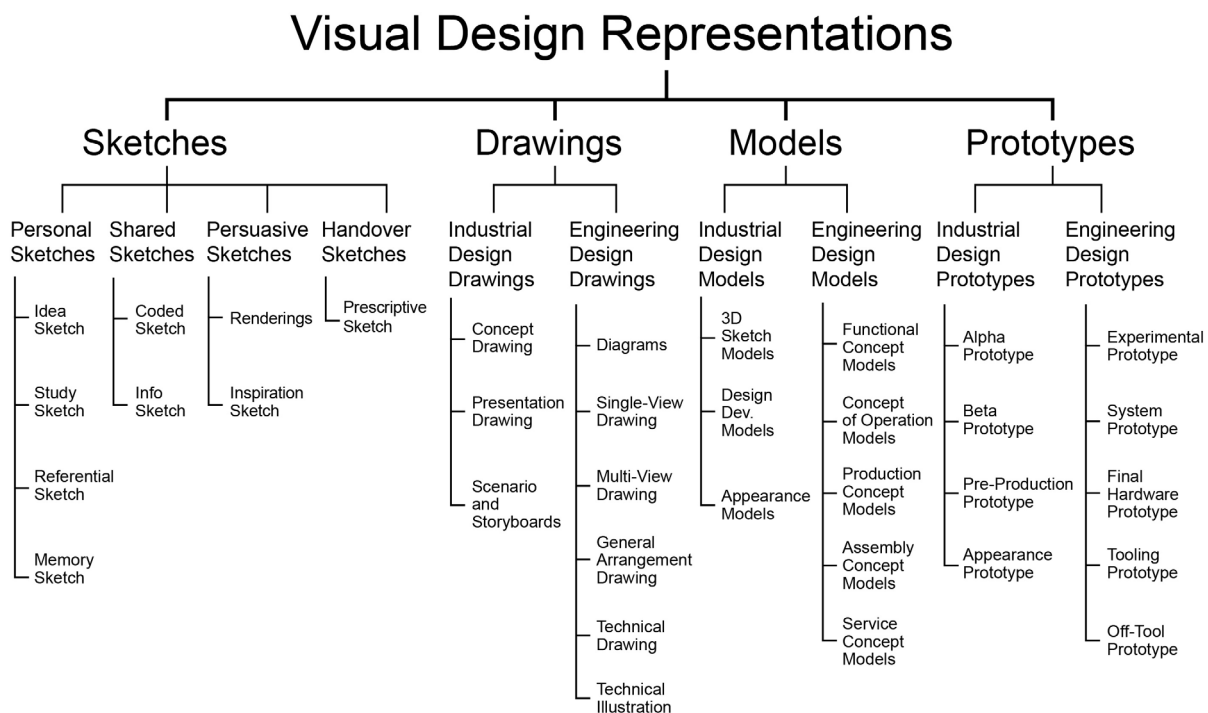 Visual Design Representations
Sketches
Drawings
Models
Prototypes
Personal
Sketches
Idea
Sketch
Study
Sketch
Referential
Sketch
Memory
Sketch
Shared
Sketches
Coded
Sketch
Info
Sketch
Persuasive
Sketches
Renderings
Inspiration
Sketch
Handover
Sketches
Prescriptive
Sketch
Industrial
Design
Drawings
Concept
Drawing
Presentation
Drawing
Scenario
and
Storyboards
Engineering
Design
Drawings
Diagrams
Single-View
Drawing
Multi-View
Drawing
General
Arrangement
Drawing
Technical
Drawing
Technical
Illustration
Industrial
Design
Models
3D
Sketch
Models
Design
Dev.
Models
Appearance
Models
Engineering
Design
Models
Functional
Concept
Models
Concept
of Operation
Models
Production
Concept
Models
Assembly
Concept
Models
Service
Concept
Models
Industrial
Design
Prototypes
Alpha
Prototype
Beta
Prototype
Pre-Production
Prototype
Appearance
Prototype
Engineering
Design
Prototypes
Experimental
Prototype
System
Prototype
Final
Hardware
Prototype
Tooling
Prototype
Off-Tool
Prototype